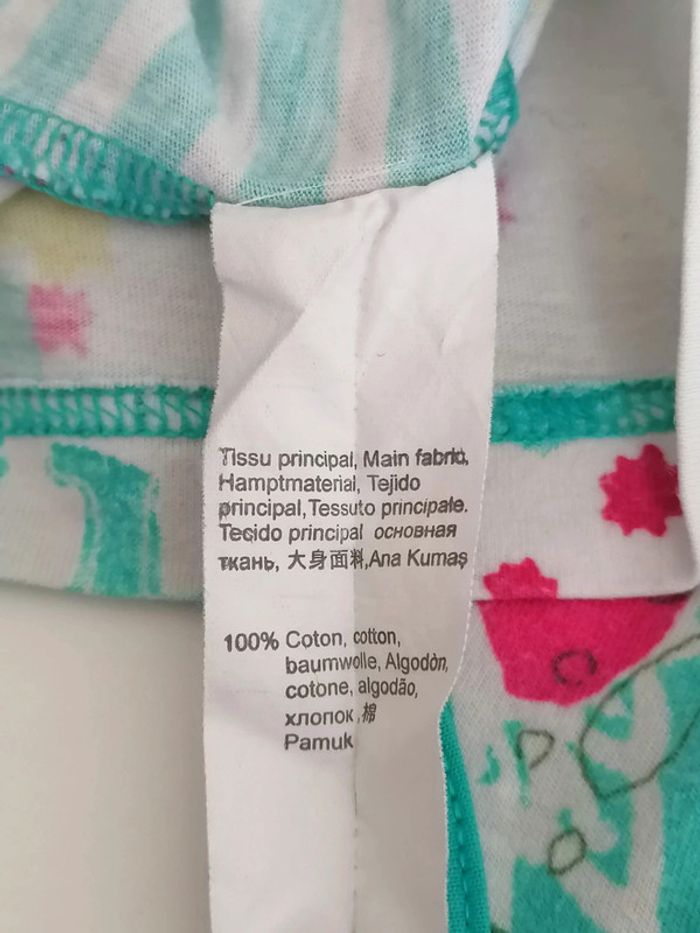 Tissu principal, Main fabric,
Hamptmaterial, Tejido
principal, Tessuto principale.
Tecido principal основная
ткань, 大身面料,Ana Kumaş
100% Coton, cotton,
baumwolle, Algodòn,
cotone, algodão,
хлопок ,棉
Pamuk